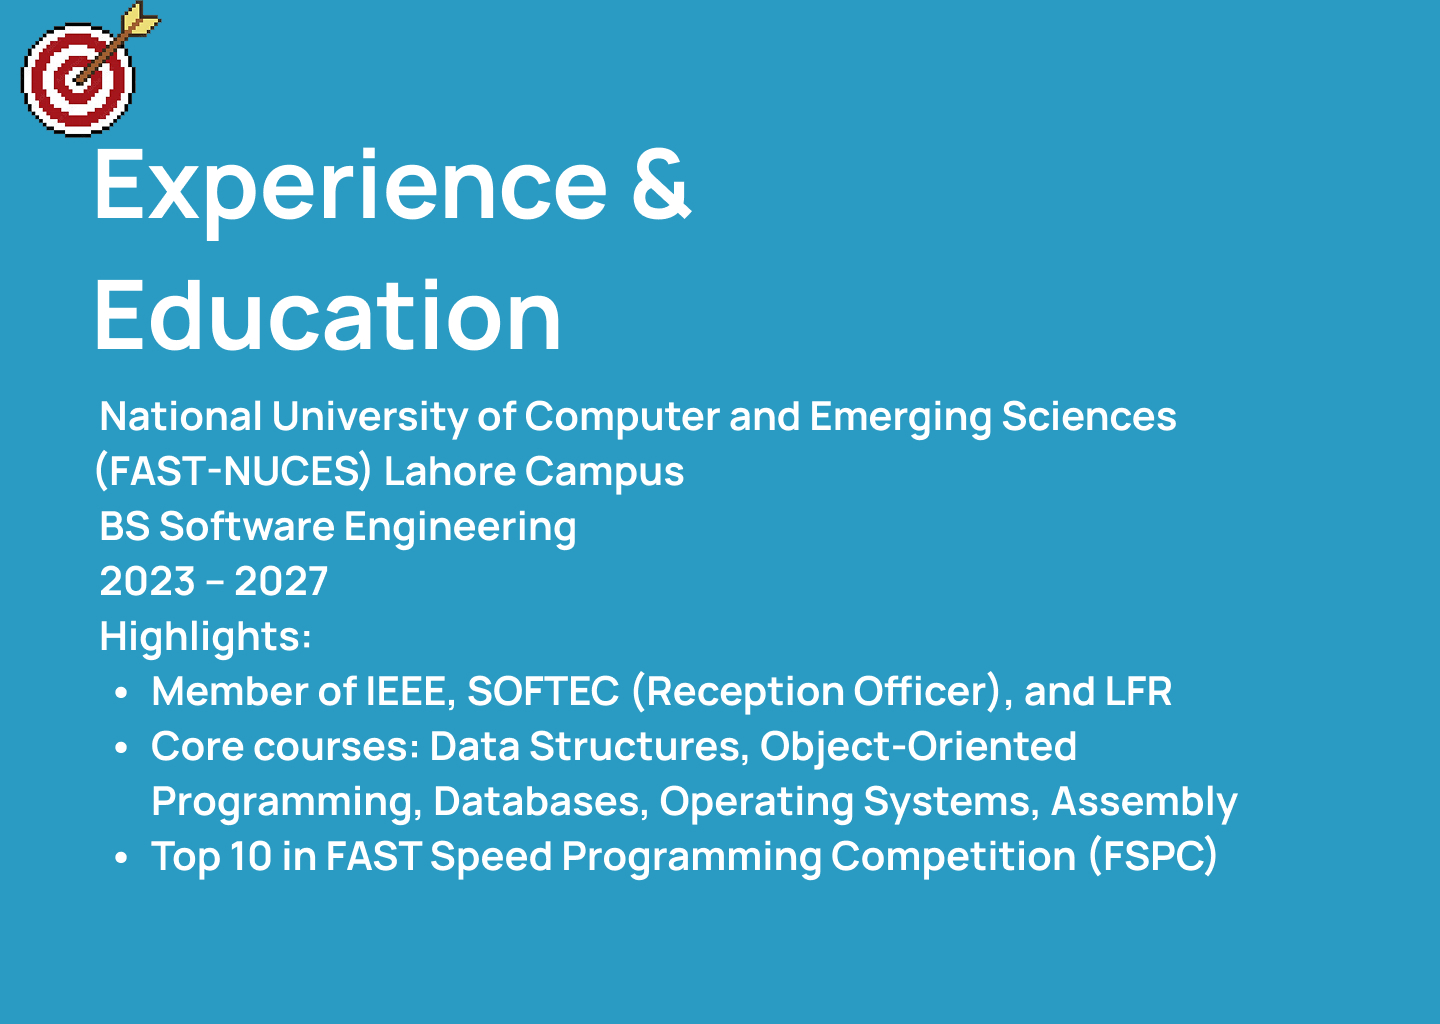 Experience &
Education
National University of Computer and Emerging Sciences
(FAST-NUCES) Lahore Campus
BS Software Engineering
2023 – 2027
Highlights:
• Member of IEEE, SOFTEC (Reception Officer), and LFR
• Core courses: Data Structures, Object-Oriented
Programming, Databases, Operating Systems, Assembly
• Top 10 in FAST Speed Programming Competition (FSPC)